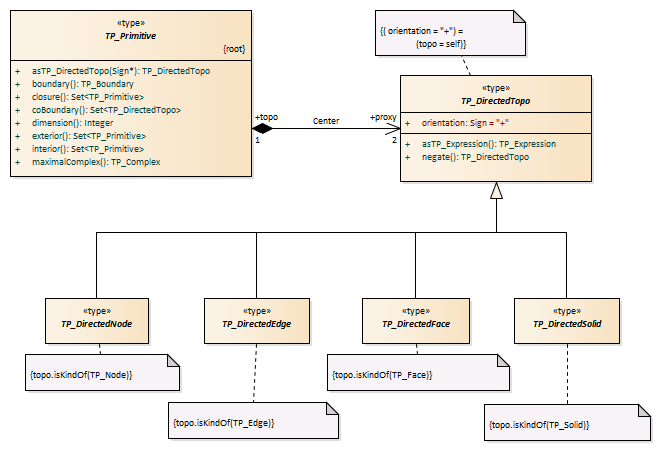 «type»
TP_Primitive
{root}
+ asTP_DirectedTopo(Sign*): TP_DirectedTopo
+ boundary(): TP_Boundary
+ closure(): Set<TP_Primitive>
+ coBoundary(): Set<TP_DirectedTopo>
+ dimension(): Integer
+ exterior(): Set<TP_Primitive>
+ interior(): Set<TP_Primitive>
+ maximalComplex(): TP_Complex
+topo
1
Center
+proxy
2
{( orientation = "+") =
(topo = self)}
«type»
TP_DirectedTopo
+ orientation: Sign = "+"
+ asTP_Expression(): TP_Expression
+ negate(): TP_DirectedTopo
«type»
TP_DirectedNode
«type»
TP_DirectedEdge
«type»
TP_DirectedFace
«type»
TP_DirectedSolid
{topo.isKindOf(TP_Node)}
{topo.isKindOf(TP_Edge)}
{topo.isKindOf(TP_Face)}
{topo.isKindOf(TP_Solid)}